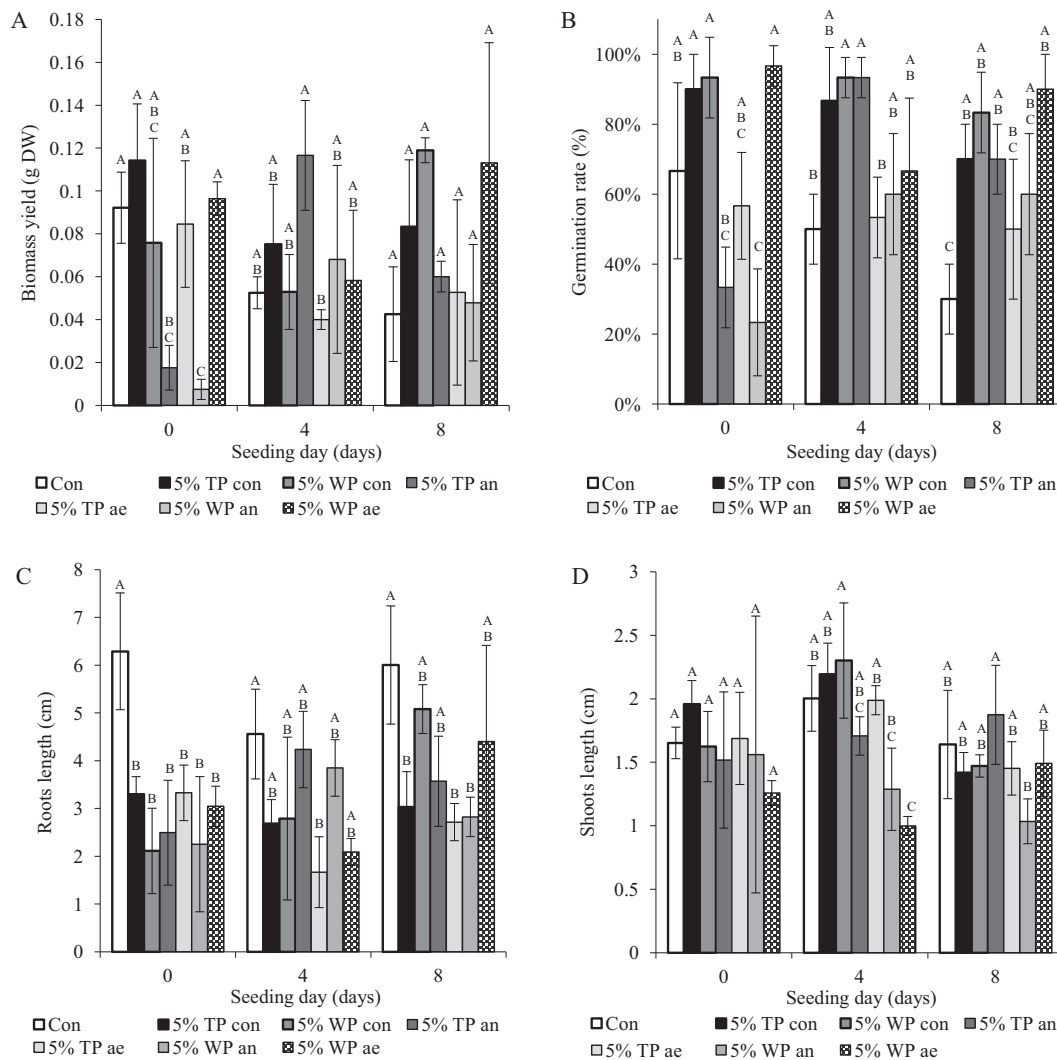 A
0.18
0.16
0.14
0.12
0.1
0.08
0.06
0.04
0.02
0
Biomass yield (g DW)
A
A
A
B
C
B
C
A
B
C
A
A
B
A
B
A
B
A
B
A
B
A
B
A
A
A
A
A
A
A
0 4 8
Seeding day (days)
Con 5% TP con 5% WP con 5% TP an
5% TP ae 5% WP an 5% WP ae
B
100%
80%
60%
40%
20%
0%
Germination rate (%)
A
B
A
A
B
C
A
B
C
C
A
A
B
A
B
A
A
B
A
B
A
B
C
A
B
A
B
A
B
B
C
A
B
C
A
B
0 4 8
Seeding day (days)
Con 5% TP con 5% WP con 5% TP an
5% TP ae 5% WP an 5% WP ae
C
8
7
6
5
4
3
2
1
0
Roots length (cm)
A
B
B
B
B
B
B
A
A
B
A
B
A
B
B
A
B
A
B
A
B
A
B
A
B
B
B
A
B
0 4 8
Seeding day (days)
Con 5% TP con 5% WP con 5% TP an
5% TP ae 5% WP an 5% WP ae
D
3
2.5
2
1.5
1
0.5
0
Shoots length (cm)
A
A
A
A
A
A
A
A
B
A
B
A
A
B
C
A
B
B
C
C
A
B
A
B
A
B
A
A
B
B
A
B
0 4 8
Seeding day (days)
Con 5% TP con 5% WP con 5% TP an
5% TP ae 5% WP an 5% WP ae